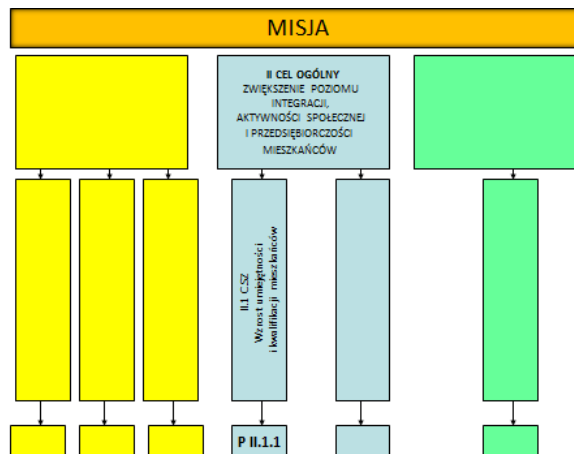 MISJA
II CEL OGÓLNY
ZWIĘKSZENIE POZIOMU
INTEGRACJI,
AKTYWNOŚCI SPOŁECZNEJ
I PRZEDSIĘBIORCZOŚCI
MIESZKAŃCÓW
II.1 CSZ
Wzrost umiejętności
i kwalifikacji mieszkańców
P II.1.1